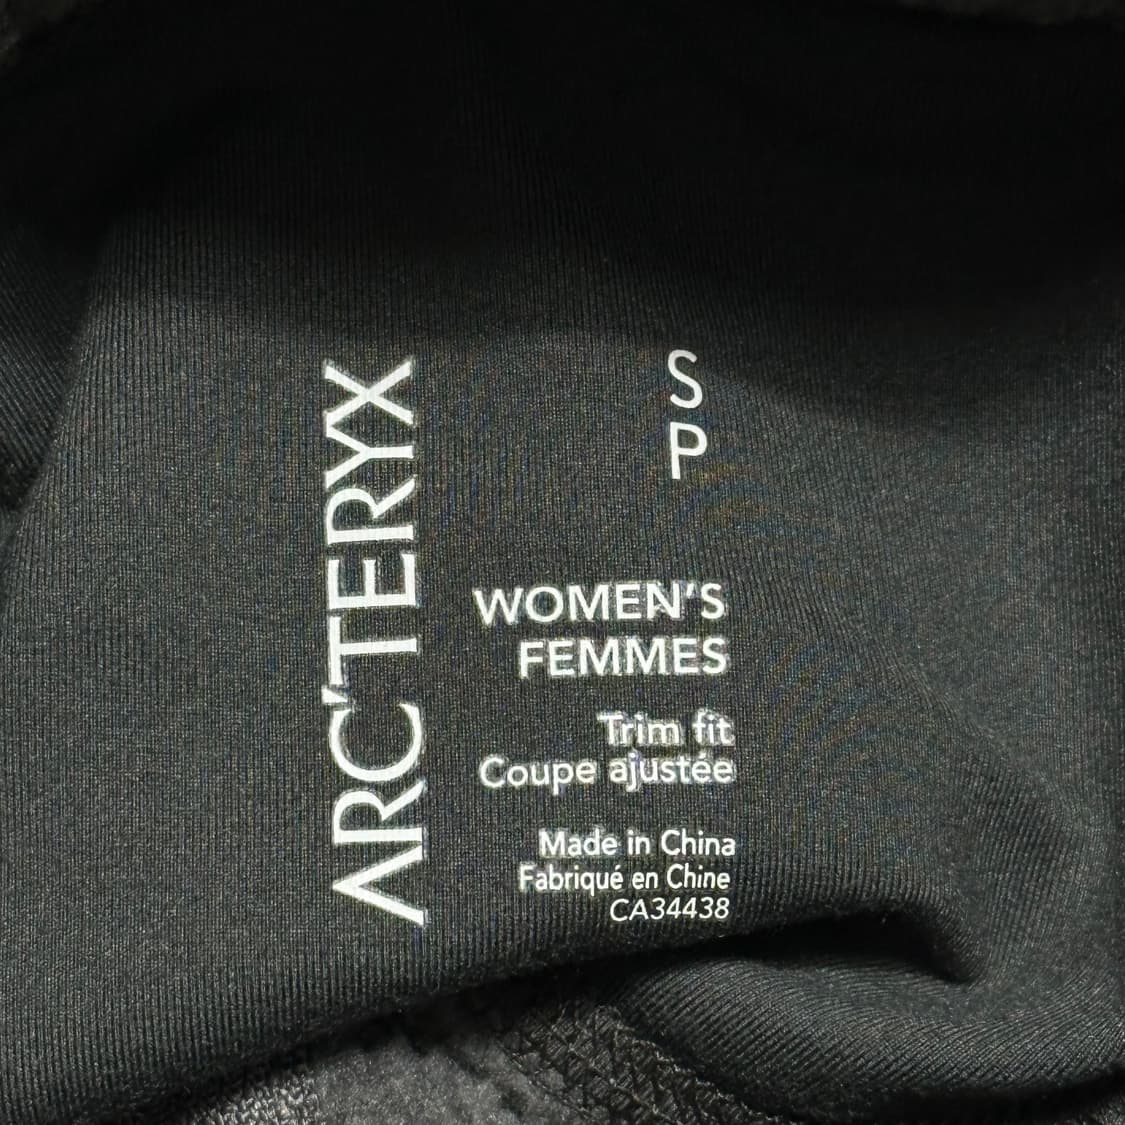 ARC'TERYX
S
P
WOMEN'S
FEMMES
Trim fit
Coupe ajustée
Made in China
Fabriqué en Chine
CA34438